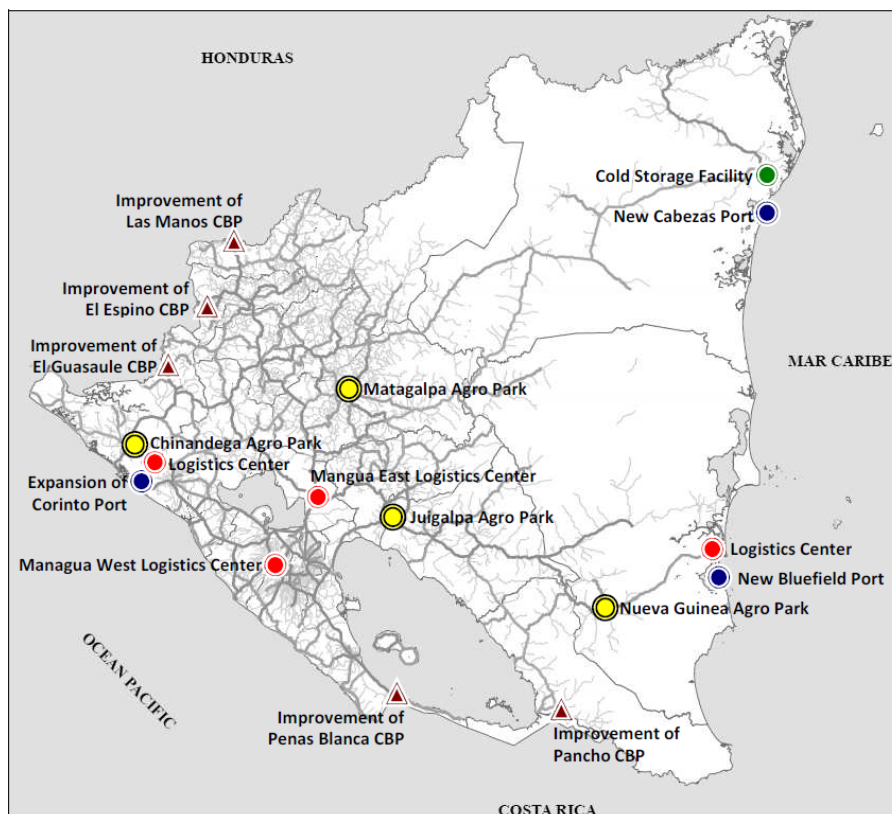 HONDURAS
Cold Storage Facility
Improvement of
Las Manos CBP
New Cabezas Port
Improvement of
El Espino CBP
Improvement of
El Guasaule CBP
MAR CARIBE
Matagalpa Agro Park
Chinandega Agro Park
Logistics Center
Expansion of
Corinto Port
Mangua East Logistics Center
Juigalpa Agro Park
Managua West Logistics Center
Logistics Center
New Bluefield Port
Nueva Guinea Agro Park
OCEAN PACIFIC
Improvement of
Penas Blanca CBP
Improvement of
Pancho CBP
COSTA RICA